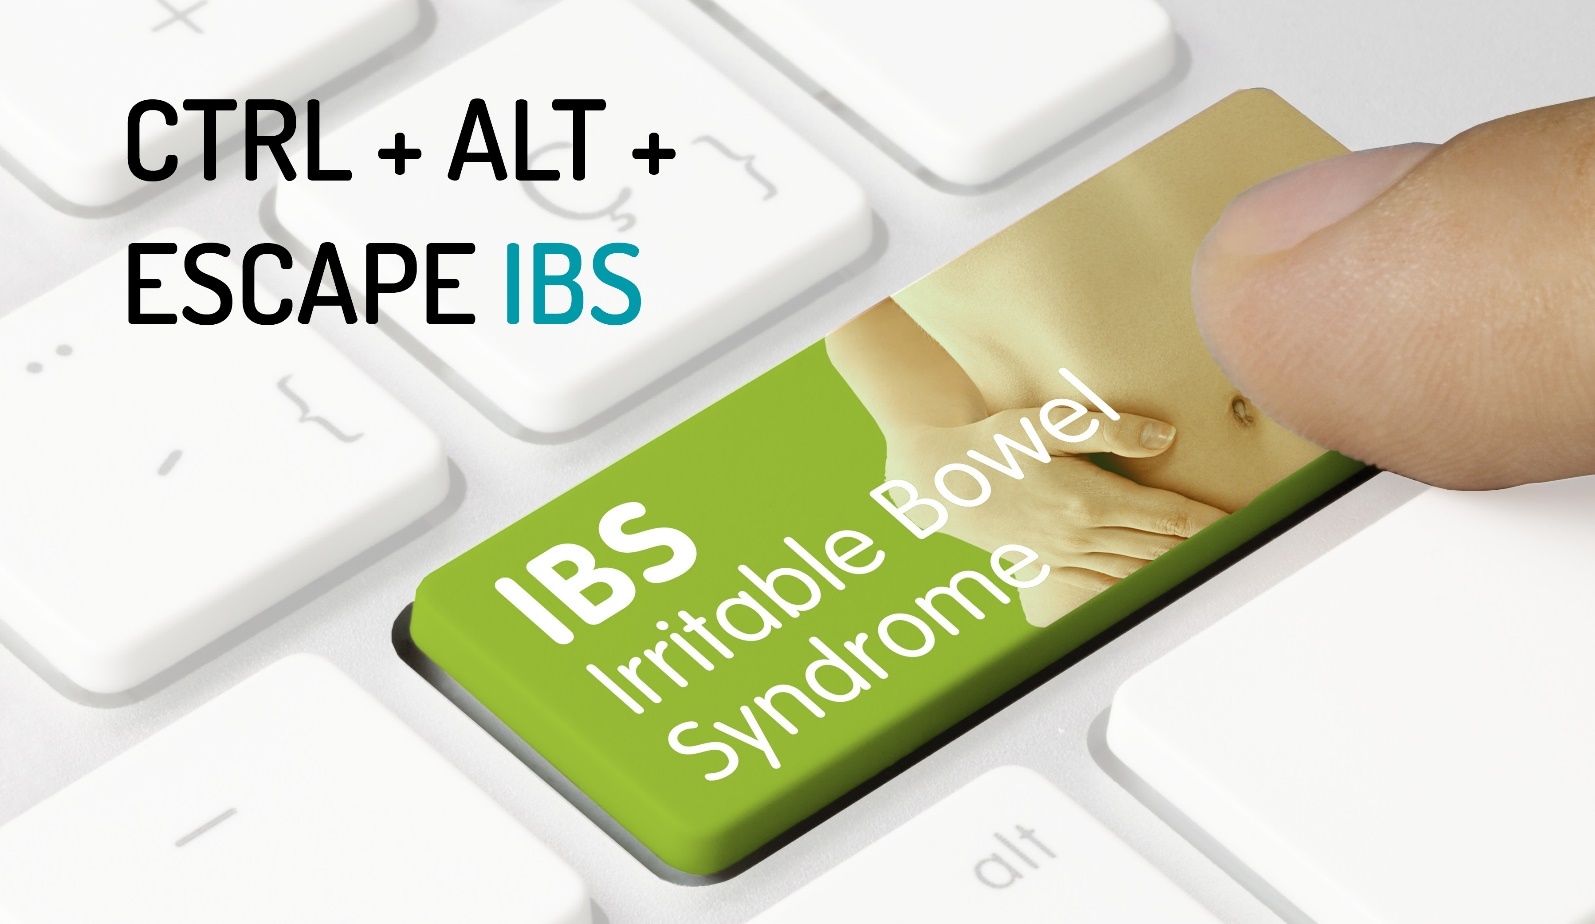 CTRL + ALT +
ESCAPE IBS
IBS
Irritable Bowel
Syndrome
Ç
}
{
alt